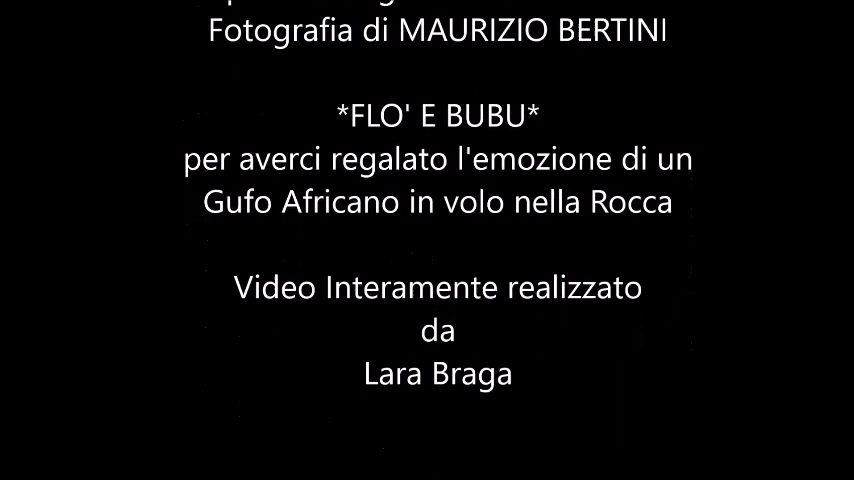 Fotografia di MAURIZIO BERTINI
*FLO' E BUBU*
per averci regalato l'emozione di un
Gufo Africano in volo nella Rocca
Video Interamente realizzato
da
Lara Braga